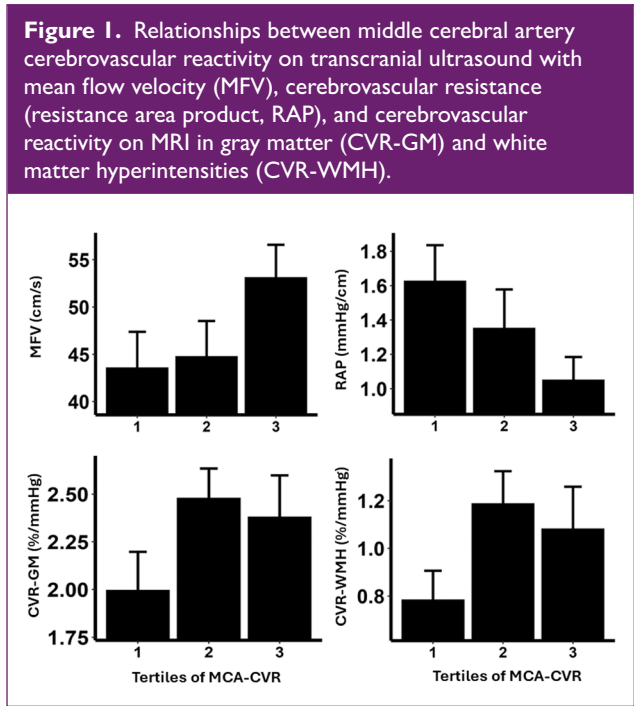 Figure 1. Relationships between middle cerebral artery
cerebrovascular reactivity on transcranial ultrasound with
mean flow velocity (MFV), cerebrovascular resistance
(resistance area product, RAP), and cerebrovascular
reactivity on MRI in gray matter (CVR-GM) and white
matter hyperintensities (CVR-WMH).
MFV (cm/s)
55
50
45
40
1 2 3
RAP (mmHg/cm)
1.8
1.6
1.4
1.2
1.0
1 2 3
CVR-GM (%/mmHg)
2.50
2.25
2.00
1.75
1 2 3
Tertiles of MCA-CVR
CVR-WMH (%/mmHg)
1.2
1.0
0.8
1 2 3
Tertiles of MCA-CVR